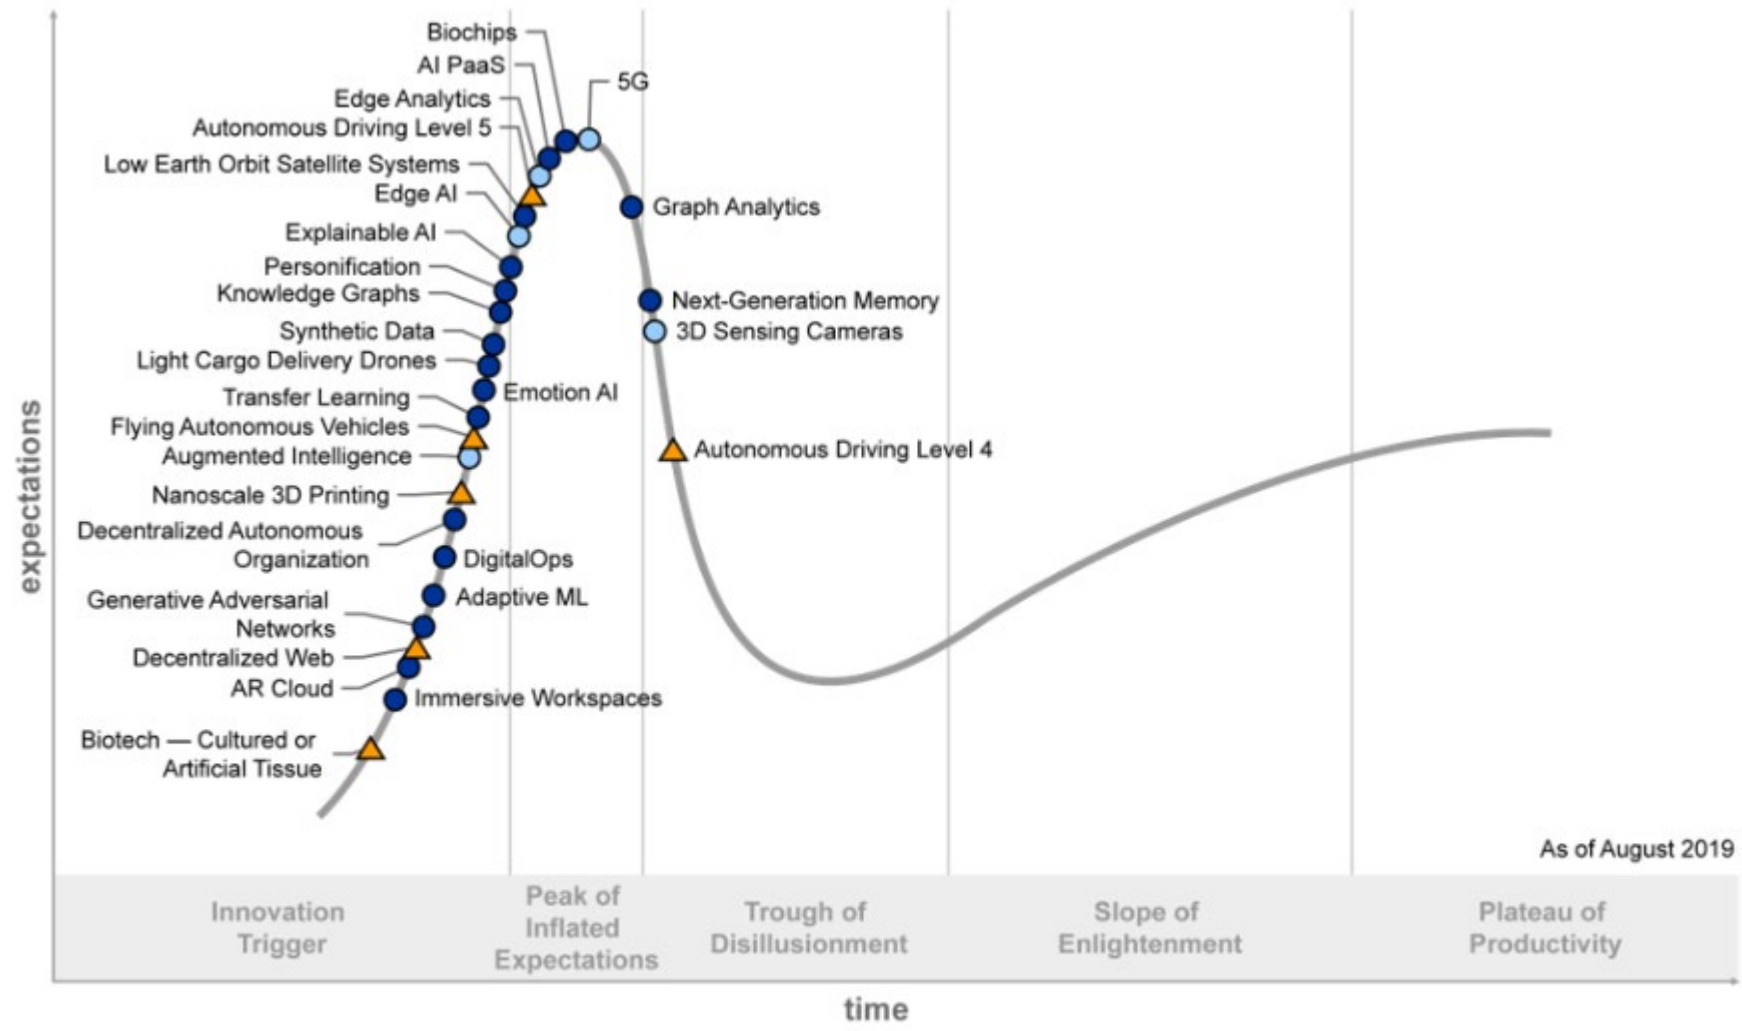 Biochips
AI PaaS
5G
Edge Analytics
Autonomous Driving Level 5
Low Earth Orbit Satellite Systems
Edge AI
Graph Analytics
Explainable AI
Personification
Knowledge Graphs
Next-Generation Memory
Synthetic Data
3D Sensing Cameras
Light Cargo Delivery Drones
Emotion AI
Transfer Learning
Flying Autonomous Vehicles
Augmented Intelligence
Autonomous Driving Level 4
Nanoscale 3D Printing
Decentralized Autonomous
Organization
DigitalOps
Adaptive ML
Generative Adversarial
Networks
Decentralized Web
AR Cloud
Immersive Workspaces
Biotech — Cultured or
Artificial Tissue
expectations
As of August 2019
Innovation
Trigger
Peak of
Inflated
Expectations
Trough of
Disillusionment
Slope of
Enlightenment
Plateau of
Productivity
time